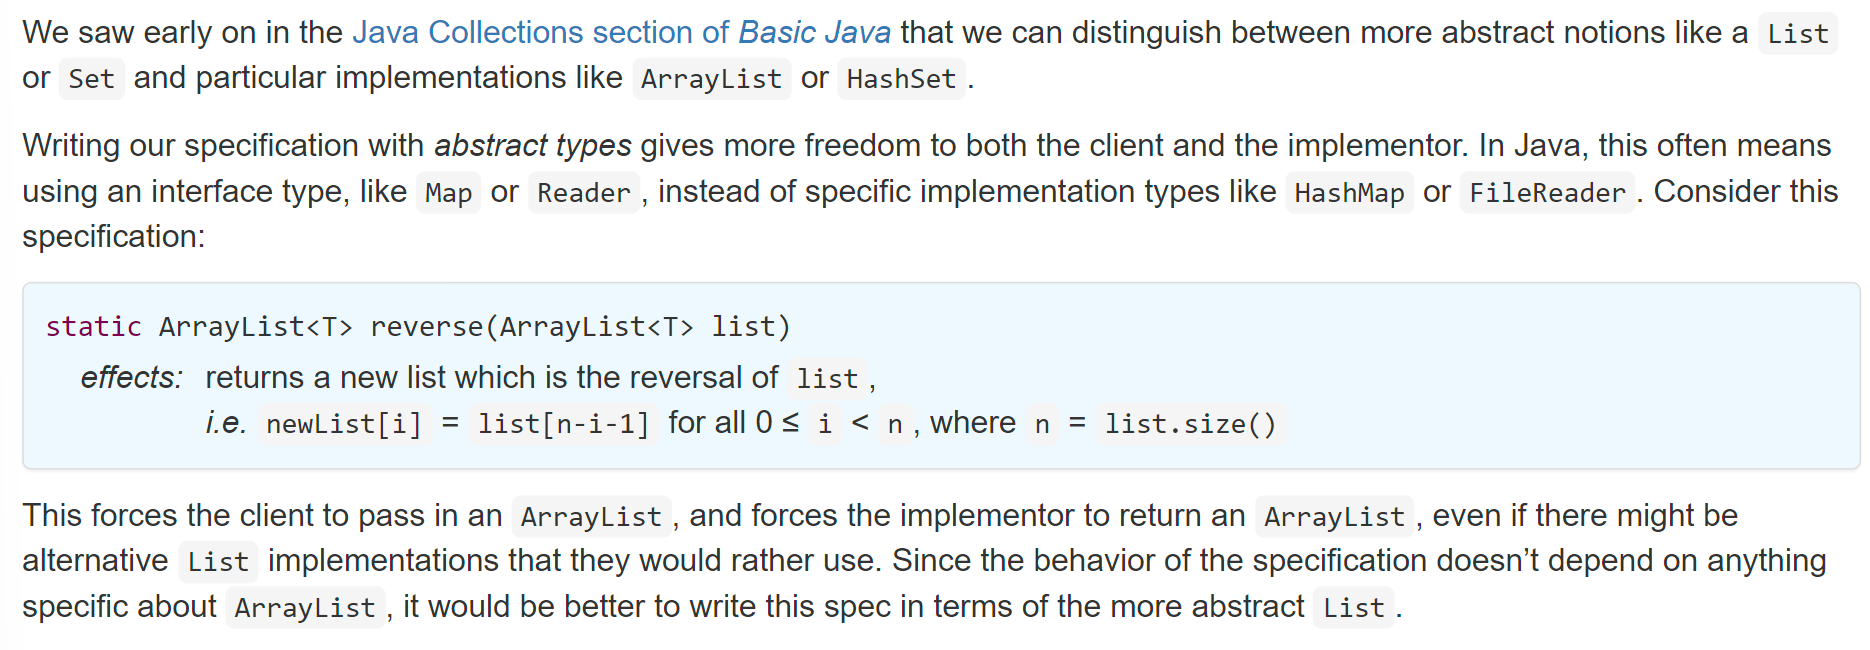 We saw early on in the Java Collections section of Basic Java that we can distinguish between more abstract notions like a List
or Set and particular implementations like ArrayList or HashSet.
Writing our specification with abstract types gives more freedom to both the client and the implementor. In Java, this often means
using an interface type, like Map or Reader, instead of specific implementation types like HashMap or FileReader. Consider this
specification:
static ArrayList<T> reverse(ArrayList<T> list)
effects: returns a new list which is the reversal of list,
i.e. newList[i] = list[n-i-1] for all 0 ≤ i < n, where n = list.size()
This forces the client to pass in an ArrayList, and forces the implementor to return an ArrayList, even if there might be
alternative List implementations that they would rather use. Since the behavior of the specification doesn’t depend on anything
specific about ArrayList, it would be better to write this spec in terms of the more abstract List.